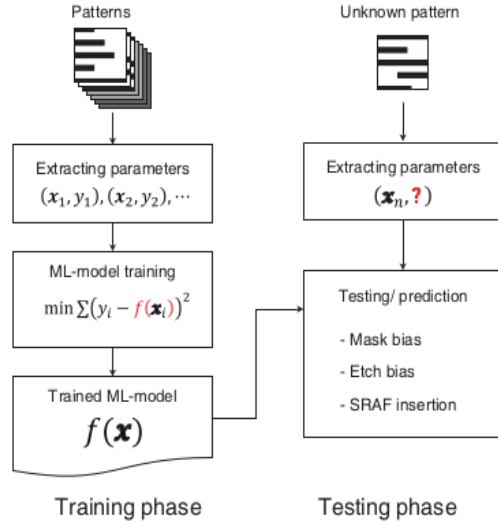 Patterns
Extracting parameters
(𝒙₁, y₁), (𝒙₂, y₂), ⋯
ML-model training
min ∑(yᵢ − f(𝒙ᵢ))²
Trained ML-model
f(𝒙)
Training phase
Unknown pattern
Extracting parameters
(𝒙ₙ, ?)
Testing/ prediction
- Mask bias
- Etch bias
- SRAF insertion
Testing phase